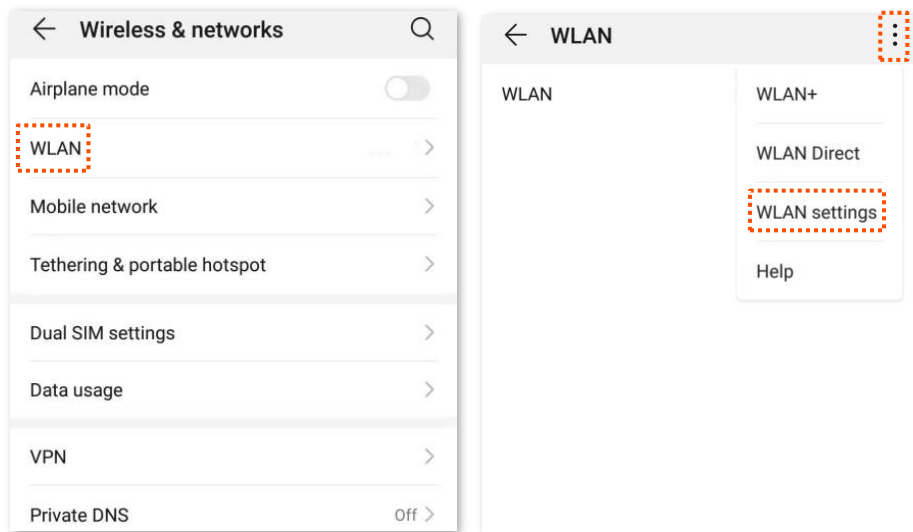 Wireless & networks
Airplane mode
WLAN
Mobile network
Tethering & portable hotspot
Dual SIM settings
Data usage
VPN
Private DNS Off
WLAN
WLAN
WLAN+
WLAN Direct
WLAN settings
Help